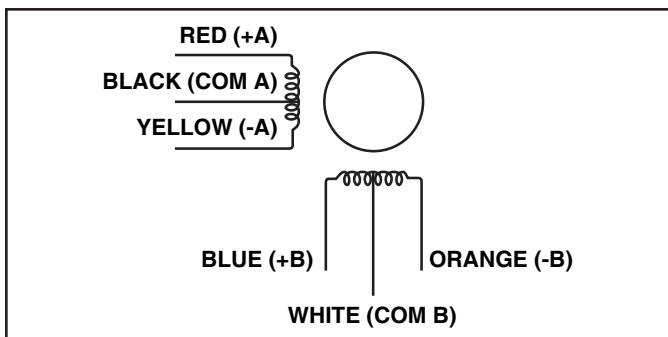 RED (+A)
BLACK (COM A)
YELLOW (-A)
BLUE (+B)
ORANGE (-B)
WHITE (COM B)